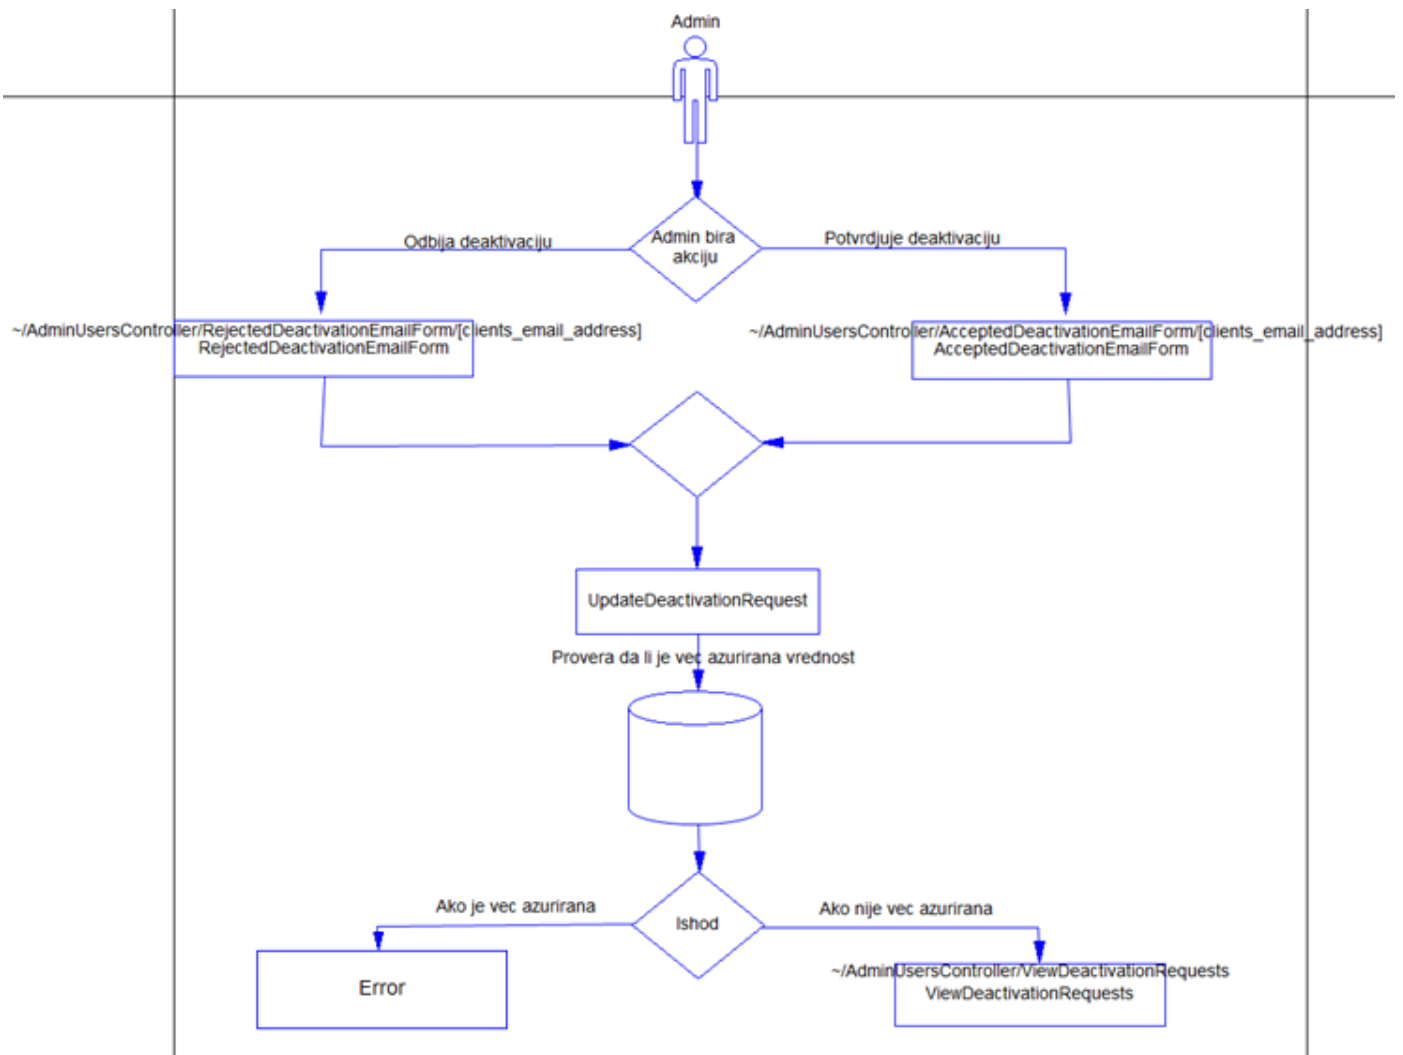 Admin
Admin bira
akciju
Odbija deaktivaciju
Potvrdjuje deaktivaciju
~/AdminUsersController/RejectedDeactivationEmailForm/[clients_email_address]
RejectedDeactivationEmailForm
~/AdminUsersController/AcceptedDeactivationEmailForm/[clients_email_address]
AcceptedDeactivationEmailForm
UpdateDeactivationRequest
Provera da li je vec azurirana vrednost
Ishod
Ako je vec azurirana
Ako nije vec azurirana
Error
~/AdminUsersController/ViewDeactivationRequests
ViewDeactivationRequests